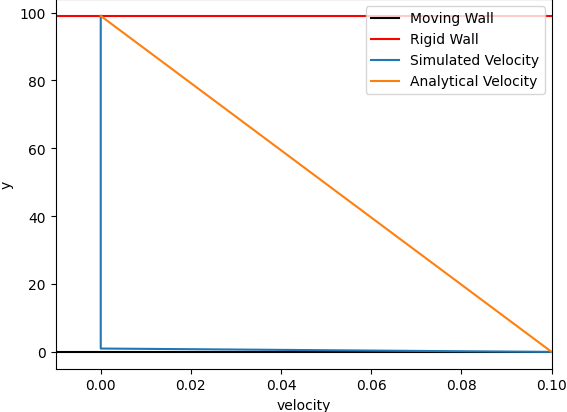 100
80
60
40
20
0
y
Moving Wall
Rigid Wall
Simulated Velocity
Analytical Velocity
0.00 0.02 0.04 0.06 0.08 0.10
velocity